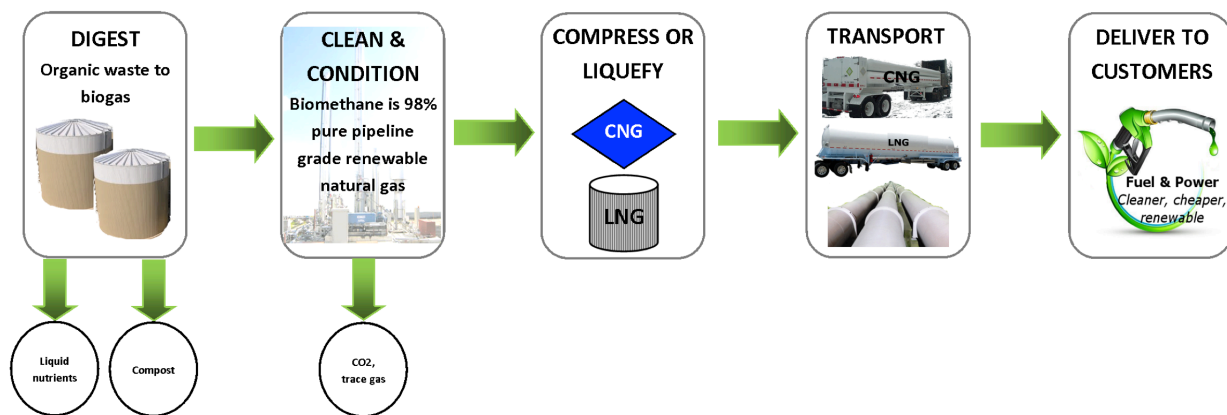 DIGEST
Organic waste to
biogas
CLEAN &
CONDITION
Biomethane is 98%
pure pipeline
grade renewable
natural gas
COMPRESS OR
LIQUEFY
CNG
LNG
TRANSPORT
CNG
LNG
DELIVER TO
CUSTOMERS
Fuel & Power
Cleaner, cheaper,
renewable
Liquid
nutrients
Compost
CO2,
trace gas